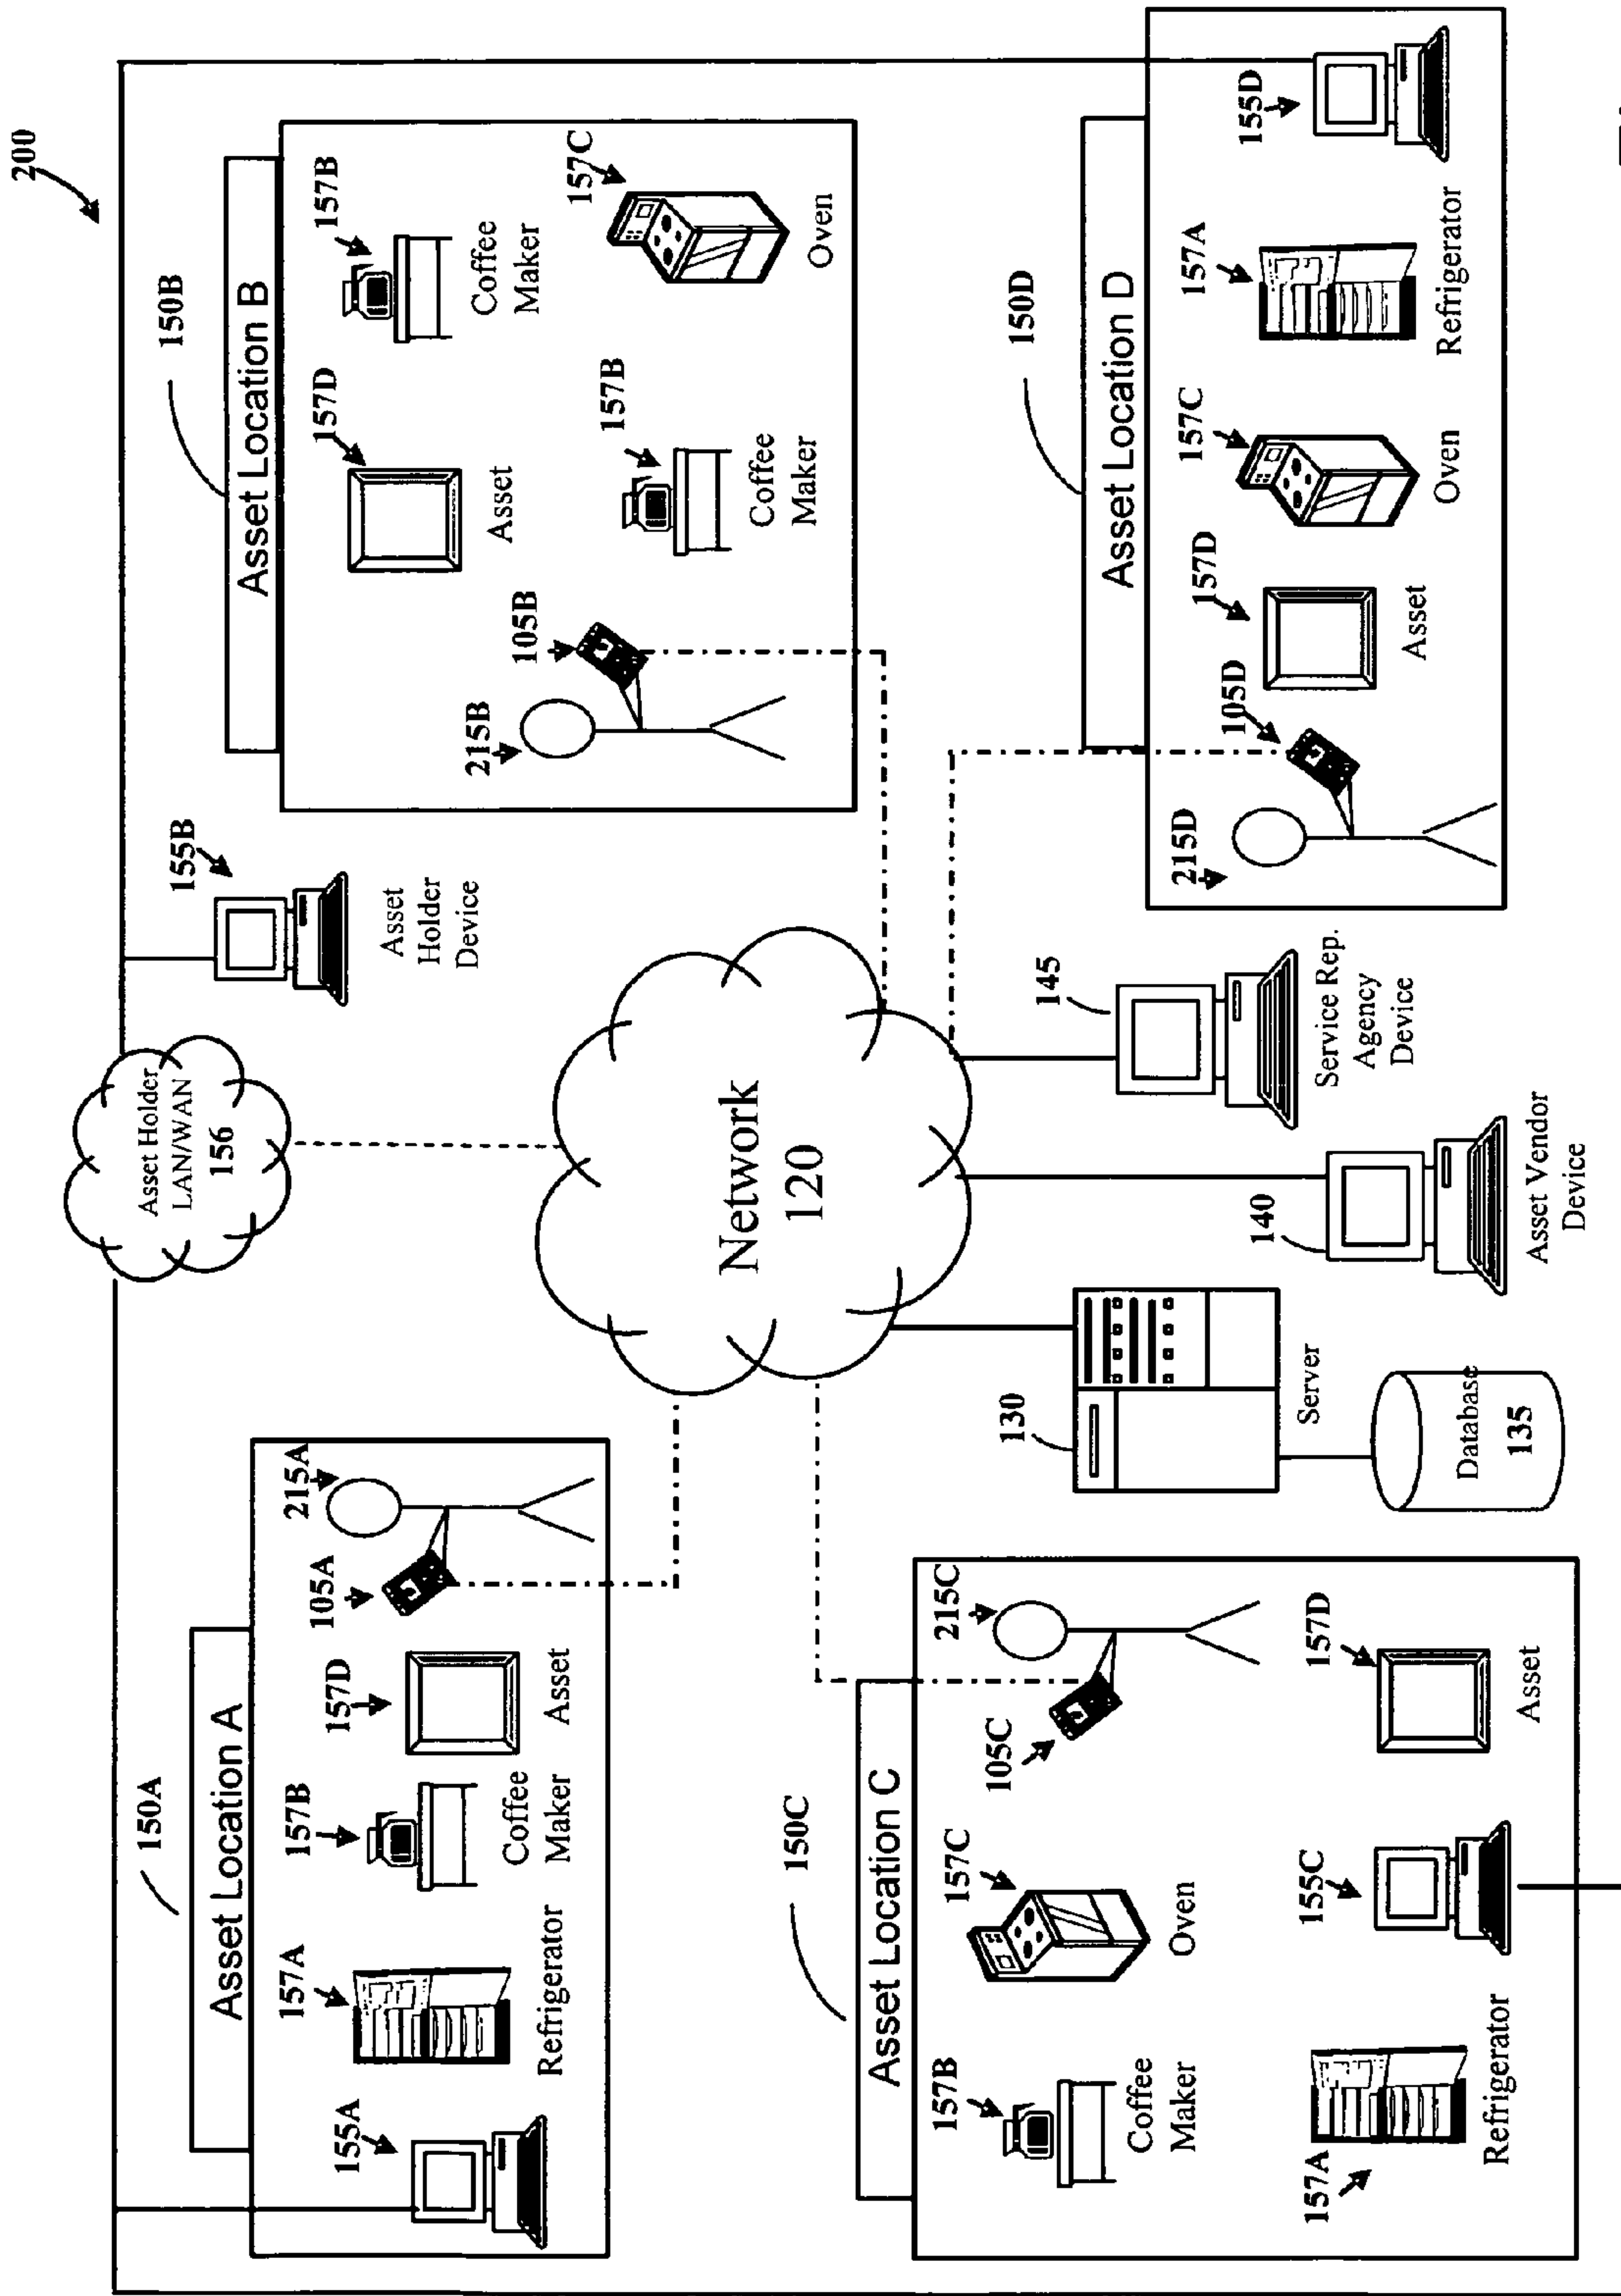 200
Asset Holder
LAN/WAN
156
155B
Asset
Holder
Device
150A
Asset Location A
155A
157A
Refrigerator
157B
Coffee
Maker
157D
Asset
105A
215A
150B
Asset Location B
215B
105B
157D
Asset
157B
Coffee
Maker
157B
Coffee
Maker
157C
Oven
Network
120
150C
Asset Location C
157B
Coffee
Maker
157C
Oven
105C
215C
157A
Refrigerator
155C
157D
Asset
130
Server
Database
135
140
Asset Vendor
Device
145
Service Rep.
Agency
Device
150D
Asset Location D
215D
105D
157D
Asset
157C
Oven
157A
Refrigerator
155D